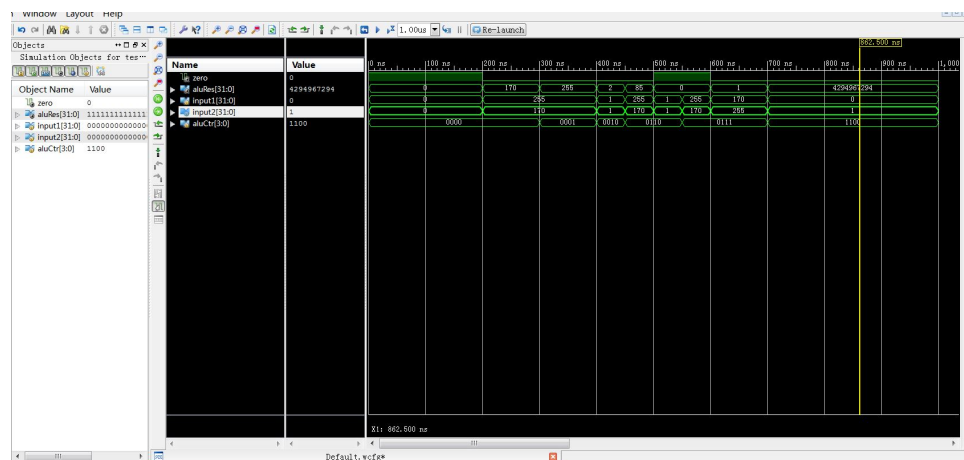 Window Layout Help
1.00us Re-launch
Objects
Simulation Objects for tes…
Object Name Value
zero 0
aluRes[31:0] 1111111111111
input1[31:0] 0000000000000
input2[31:0] 0000000000000
aluCtr[3:0] 1100
Name Value
zero 0
aluRes[31:0] 4294967294
input1[31:0] 0
input2[31:0] 1
aluCtr[3:0] 1100
862.500 ns
0 ns 100 ns 200 ns 300 ns 400 ns 500 ns 600 ns 700 ns 800 ns 900 ns 1,000
0 170 255 2 85 0 1 4294967294
0 255 1 255 1 255 170 0
0 170 1 170 1 170 255 1
0000 0001 0010 0110 0111 1100
X1: 862.500 ns
Default.wcfg*